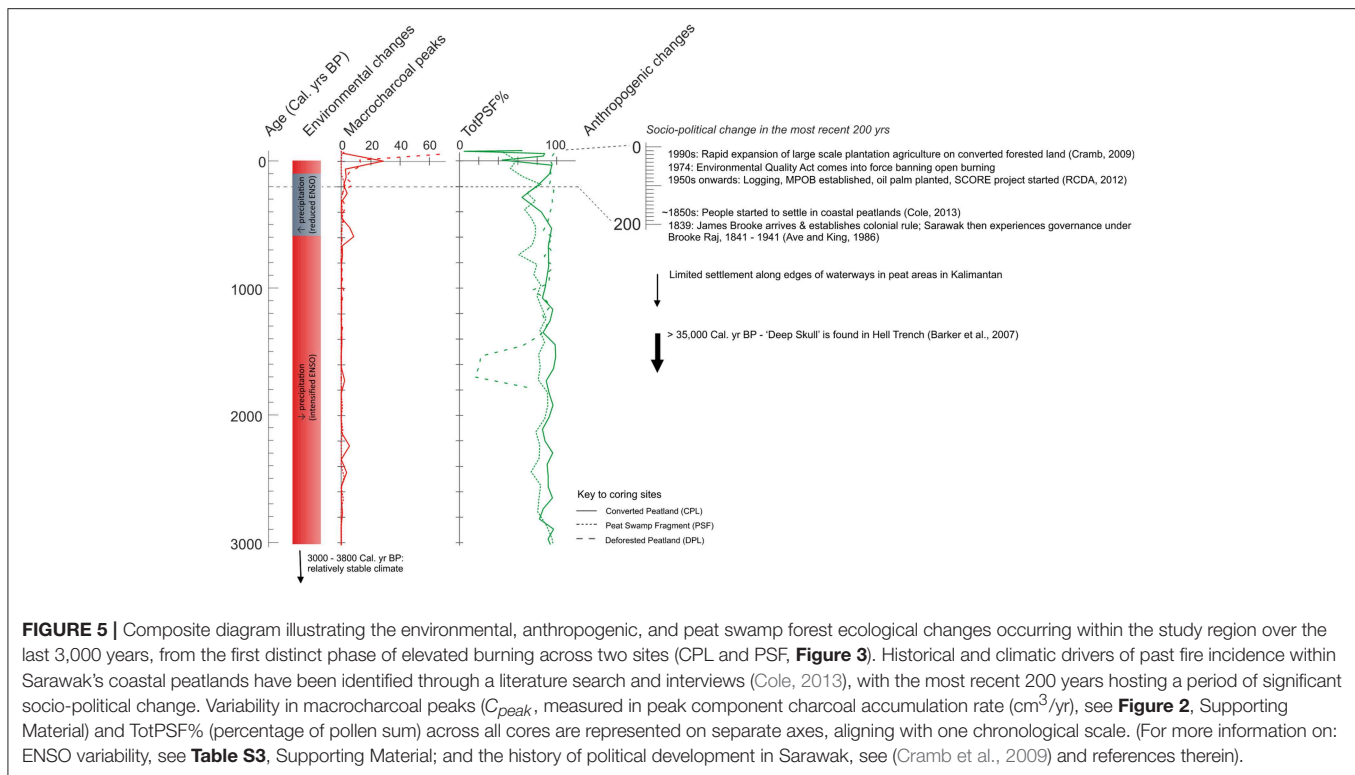 Age (Cal. yrs BP)
Environmental changes
Macrocharcoal peaks
TotPSF%
Anthropogenic changes
0 20 40 60
0 100
0
1000
2000
3000
↑ precipitation
(reduced ENSO)
↓ precipitation
(intensified ENSO)
3000 - 3800 Cal. yr BP:
relatively stable climate
Key to coring sites
Converted Peatland (CPL)
Peat Swamp Fragment (PSF)
Deforested Peatland (DPL)
Socio-political change in the most recent 200 yrs
0
1990s: Rapid expansion of large scale plantation agriculture on converted forested land (Cramb, 2009)
1974: Environmental Quality Act comes into force banning open burning
1950s onwards: Logging, MPOB established, oil palm planted, SCORE project started (RCDA, 2012)
~1850s: People started to settle in coastal peatlands (Cole, 2013)
200
1839: James Brooke arrives & establishes colonial rule; Sarawak then experiences governance under
Brooke Raj, 1841 - 1941 (Ave and King, 1986)
Limited settlement along edges of waterways in peat areas in Kalimantan
> 35,000 Cal. yr BP - 'Deep Skull' is found in Hell Trench (Barker et al., 2007)
FIGURE 5 | Composite diagram illustrating the environmental, anthropogenic, and peat swamp forest ecological changes occurring within the study region over the
last 3,000 years, from the first distinct phase of elevated burning across two sites (CPL and PSF, Figure 3). Historical and climatic drivers of past fire incidence within
Sarawak's coastal peatlands have been identified through a literature search and interviews (Cole, 2013), with the most recent 200 years hosting a period of significant
socio-political change. Variability in macrocharcoal peaks (Cpeak, measured in peak component charcoal accumulation rate (cm³/yr), see Figure 2, Supporting
Material) and TotPSF% (percentage of pollen sum) across all cores are represented on separate axes, aligning with one chronological scale. (For more information on:
ENSO variability, see Table S3, Supporting Material; and the history of political development in Sarawak, see (Cramb et al., 2009) and references therein).